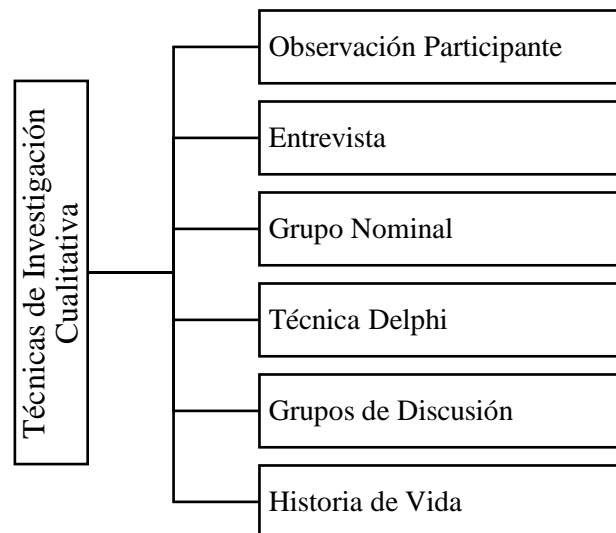 Técnicas de Investigación
Cualitativa
Observación Participante
Entrevista
Grupo Nominal
Técnica Delphi
Grupos de Discusión
Historia de Vida